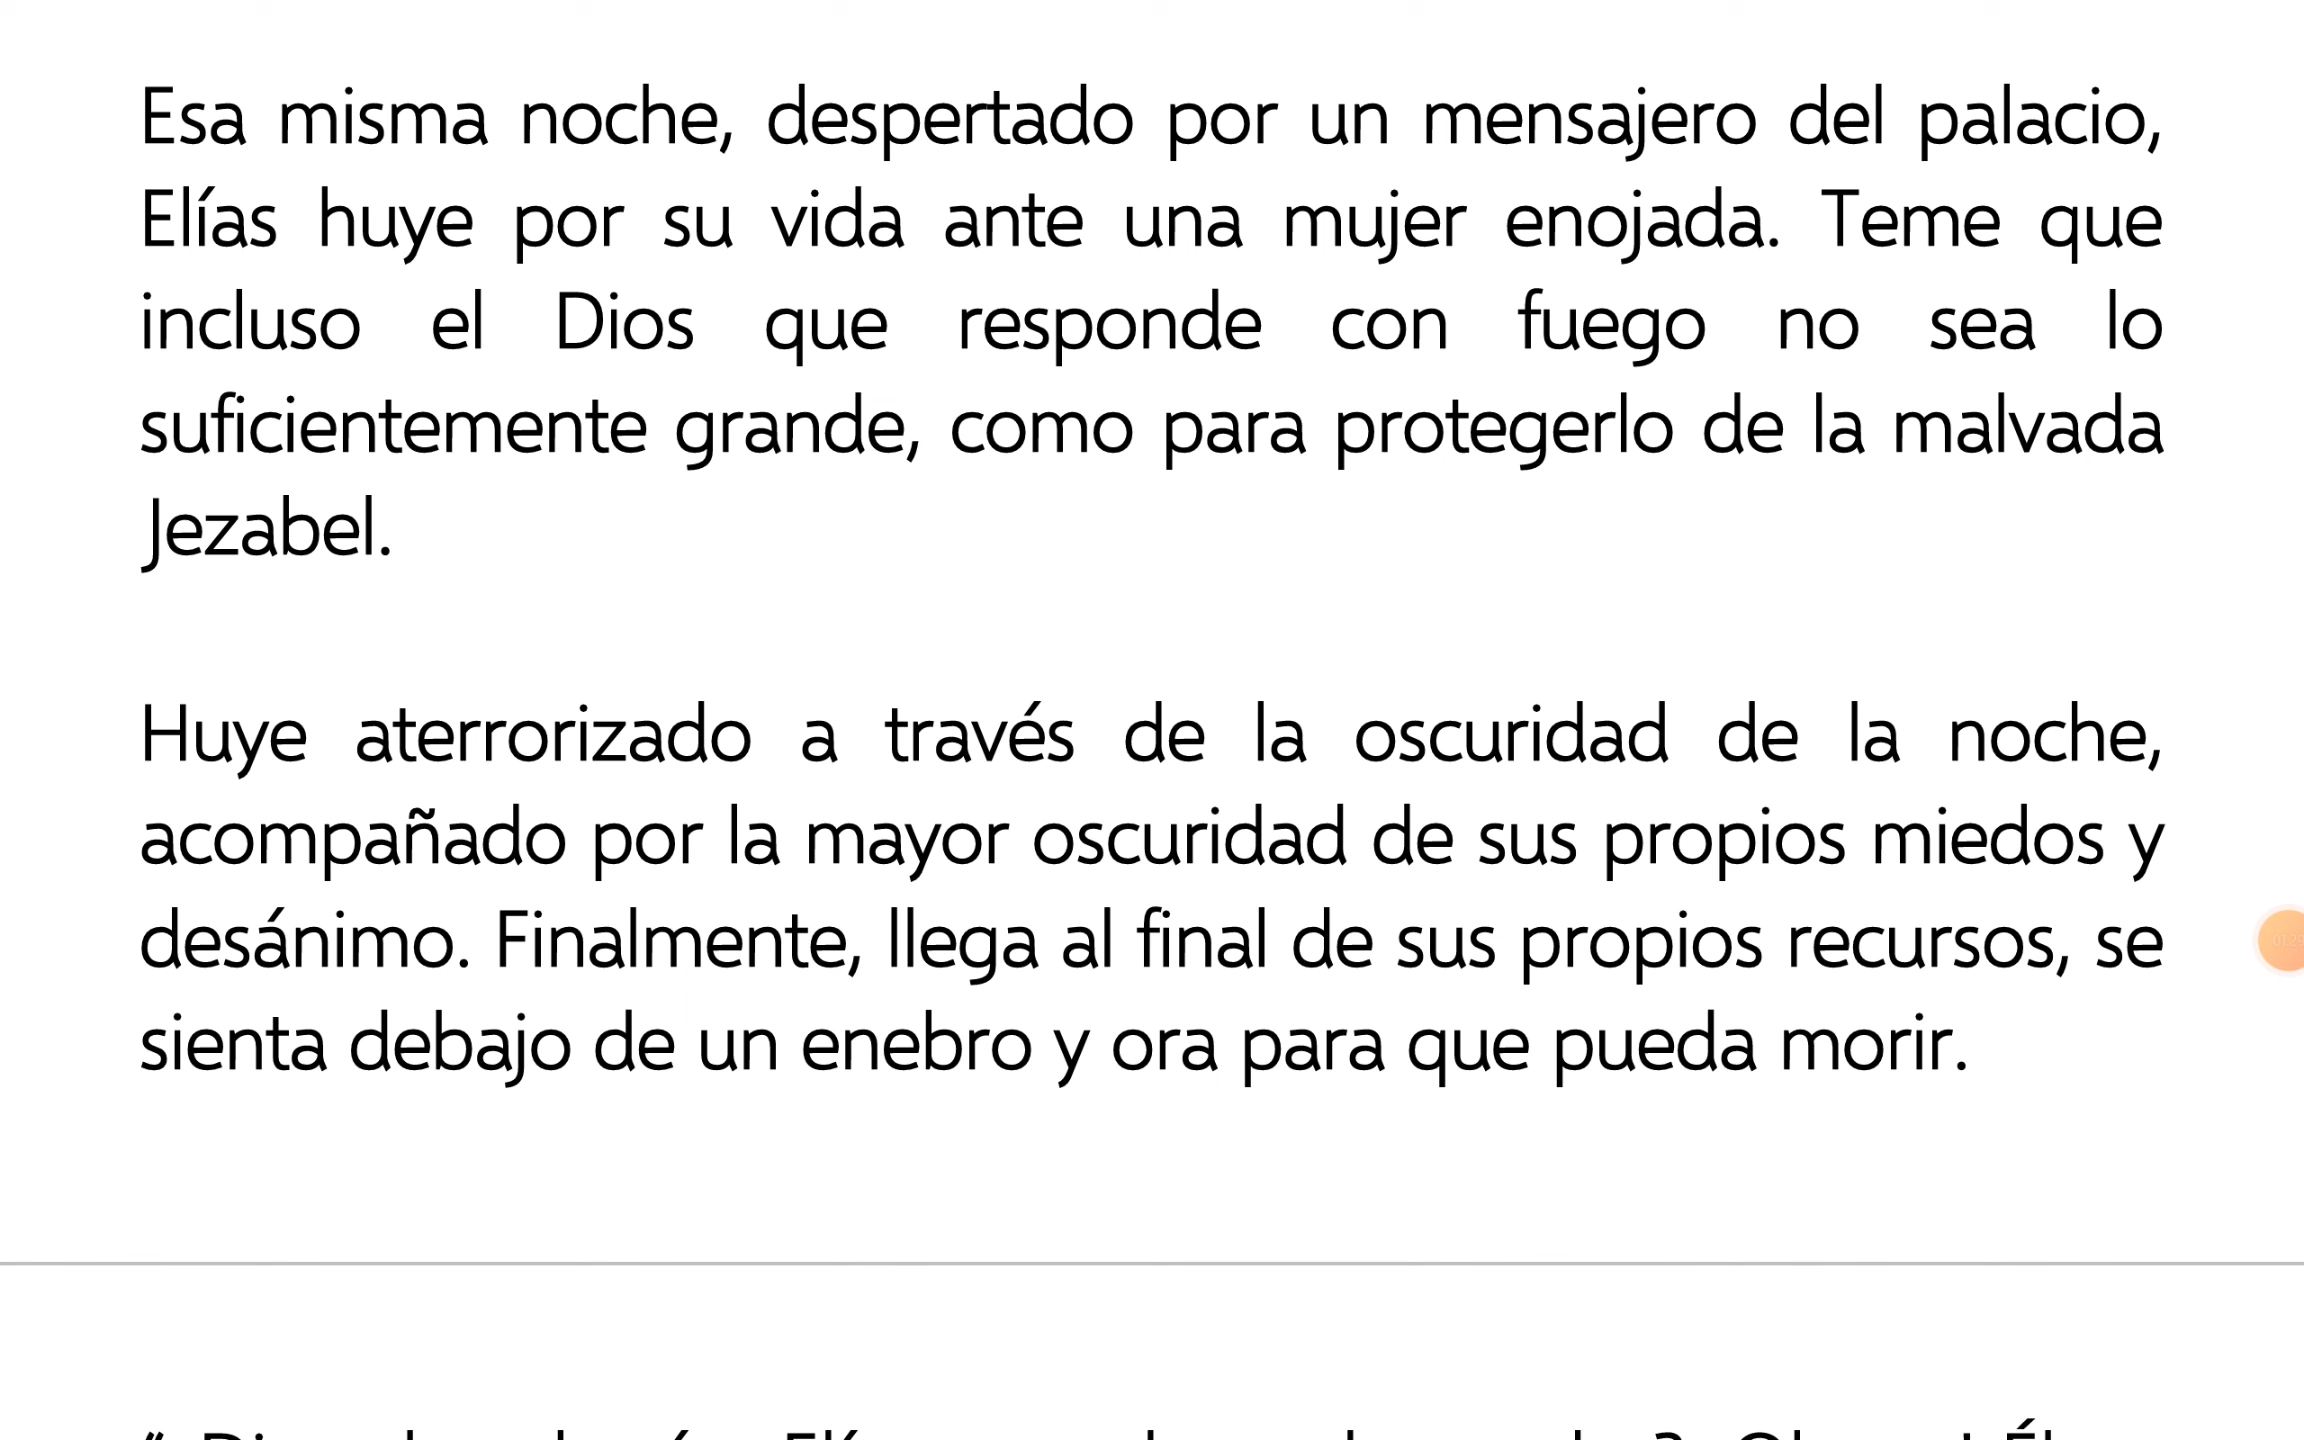 Esa misma noche, despertado por un mensajero del palacio,
Elías huye por su vida ante una mujer enojada. Teme que
incluso el Dios que responde con fuego no sea lo
suficientemente grande, como para protegerlo de la malvada
Jezabel.
Huye aterrorizado a través de la oscuridad de la noche,
acompañado por la mayor oscuridad de sus propios miedos y
desánimo. Finalmente, llega al final de sus propios recursos, se
sienta debajo de un enebro y ora para que pueda morir.